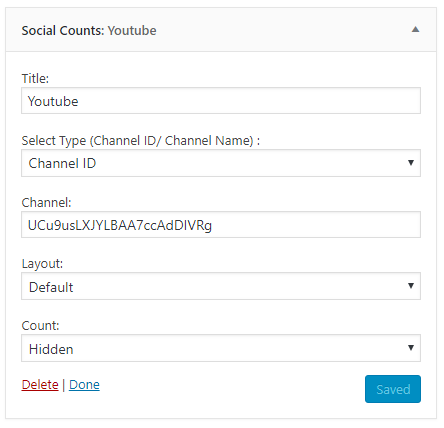 Social Counts: Youtube
Title:
Youtube
Select Type (Channel ID/ Channel Name) :
Channel ID
Channel:
UCu9usLXJYLBAA7ccAdDIVRg
Layout:
Default
Count:
Hidden
Delete | Done
Saved